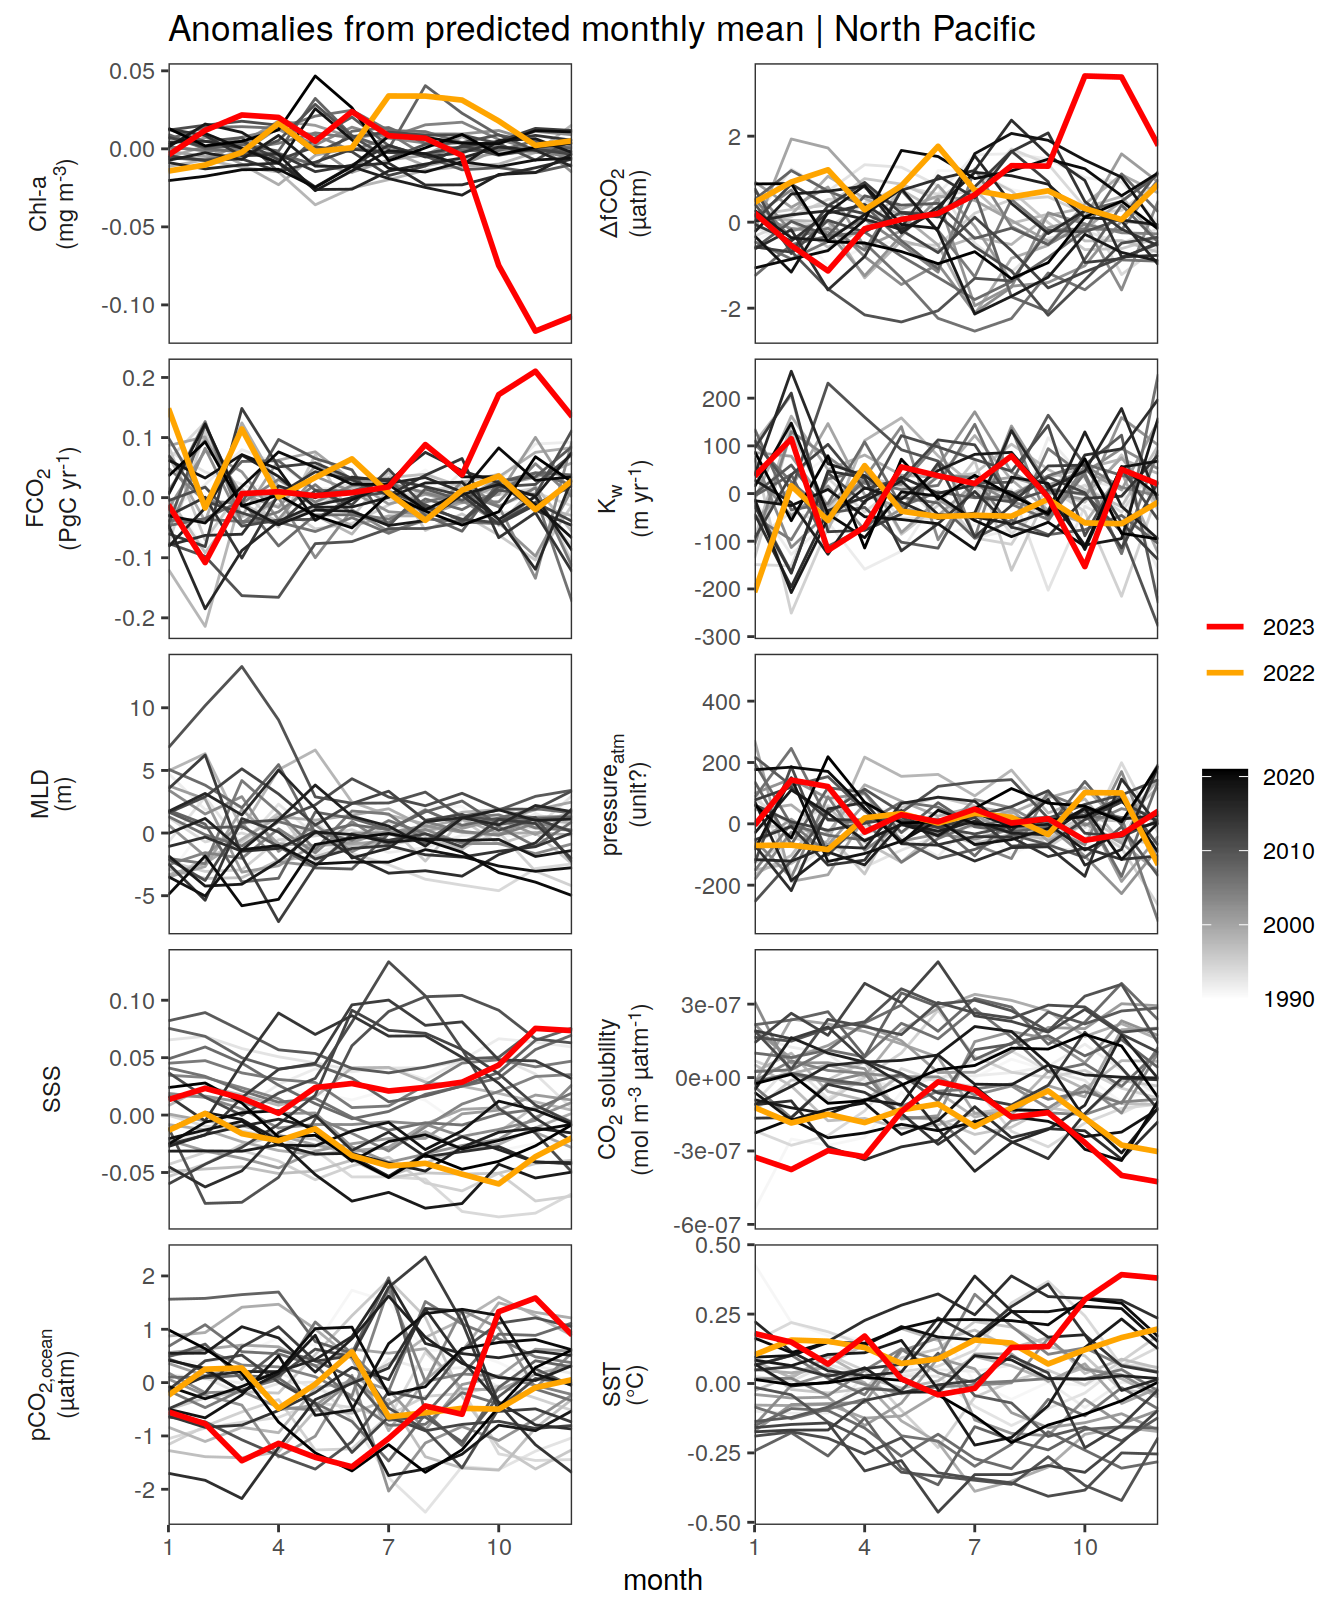 Anomalies from predicted monthly mean | North Pacific
Chl-a
(mg m⁻³)
0.05
0.00
-0.05
-0.10
ΔfCO₂
(µatm)
2
0
-2
FCO₂
(PgC yr⁻¹)
0.2
0.1
0.0
-0.1
-0.2
K_w
(m yr⁻¹)
200
100
0
-100
-200
-300
MLD
(m)
10
5
0
-5
pressure_atm
(unit?)
400
200
0
-200
SSS
0.10
0.05
0.00
-0.05
CO₂ solubility
(mol m⁻³ µatm⁻¹)
3e-07
0e+00
-3e-07
-6e-07
pCO₂,ocean
(µatm)
2
1
0
-1
-2
SST
(°C)
0.50
0.25
0.00
-0.25
-0.50
1 4 7 10
1 4 7 10
month
2023
2022
2020
2010
2000
1990